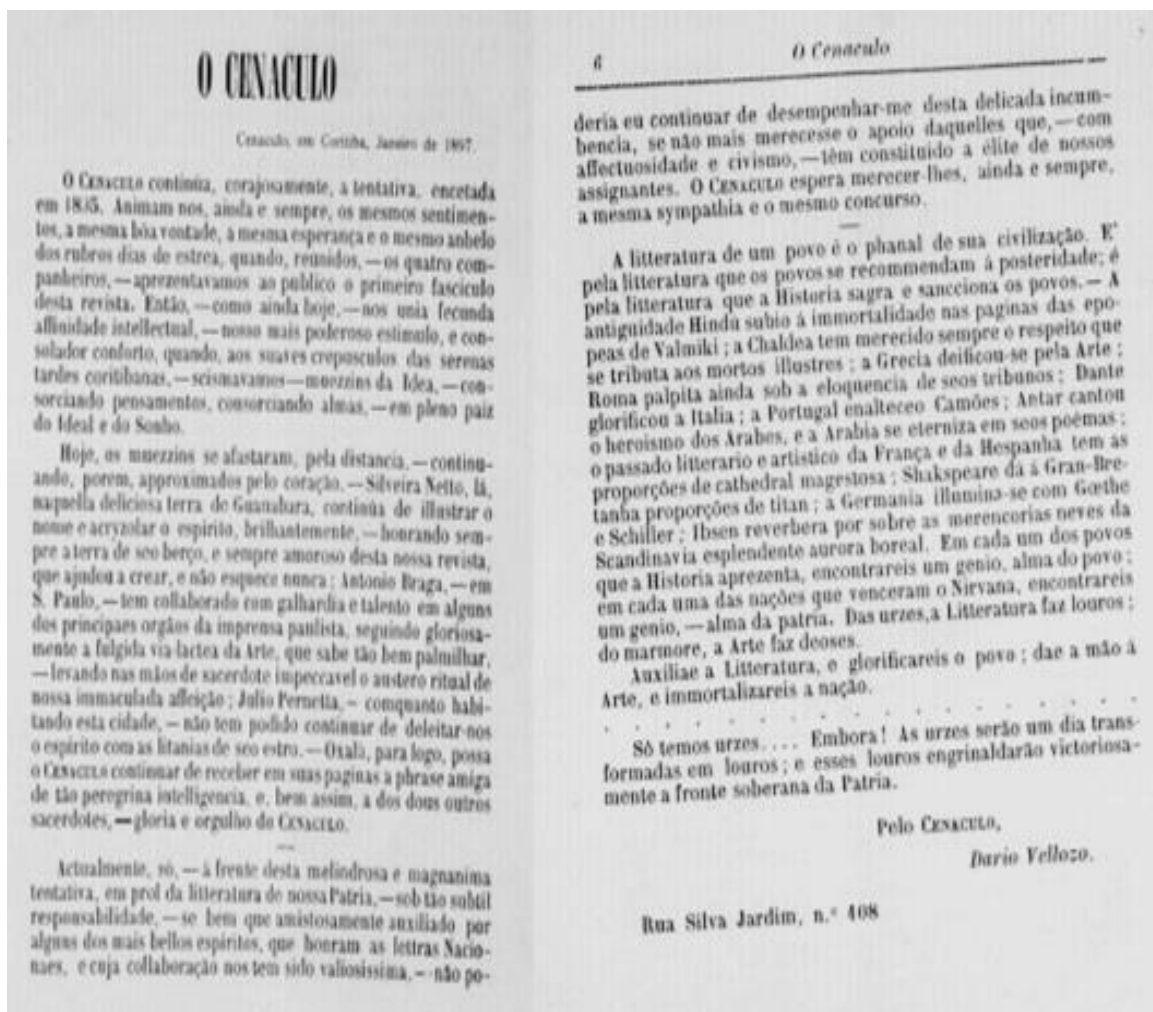 O CENACULO
Cenaculo, em Coritiba, Janeiro de 1897.
O CENACULO continúa, corajosamente, a tentativa, encetada
em 1895. Animam nos, ainda e sempre, os mesmos sentimen-
tos, a mesma bôa vontade, a mesma esperança e o mesmo anhelo
dos rubros dias de estrea, quando, reunidos, — os quatro com-
panheiros, — aprezentavamos ao publico o primeiro fasciculo
desta revista. Então, — como ainda hoje, — nos unia fecunda
affinidade intellectual, — nosso mais poderoso estimulo, e con-
solador conforto, quando, aos suaves crepusculos das serenas
tardes coritibanas, — scismavamos — muezzins da Idea, — con-
sorciando pensamentos, consorciando almas, — em pleno paiz
do Ideal e do Sonho.
Hoje, os muezzins se afastaram, pela distancia, — continu-
ando, porem, approximados pelo coração. — Silveira Netto, lá,
naquella deliciosa terra de Guanabara, continúa de illustrar o
nome e acryzolar o espirito, brilhantemente, — honrando sem-
pre a terra de seo berço, e sempre amoroso desta nossa revista,
que ajudou a crear, e não esquece nunca ; Antonio Braga, — em
S. Paulo, — tem collaborado com galhardia e talento em alguns
dos principaes orgãos da imprensa paulista, seguindo gloriosa-
mente a fulgida via-lactea da Arte, que sabe tão bem palmilhar,
— levando nas mãos de sacerdote impeccavel o austero ritual de
nossa immaculada affeição ; Julio Pernetta, — comquanto habi-
tando esta cidade, — não tem podido continuar de deleitar-nos
o espirito com as litanias de seo estro. — Oxalá, para logo, possa
o CENACULO continuar de receber em suas paginas a phrase amiga
de tão peregrina intelligencia, e, bem assim, a dos dous outros
sacerdotes, — gloria e orgulho do CENACULO.
Actualmente, só, — á frente desta melindrosa e magnanima
tentativa, em prol da litteratura de nossa Patria, — sob tão subtil
responsabilidade, — se bem que amistosamente auxiliado por
alguns dos mais bellos espiritos, que honram as lettras Nacio-
naes, e cuja collaboração nos tem sido valiosissima, — não po-
6 O Cenaculo
deria eu continuar de desempenhar-me desta delicada incum-
bencia, se não mais merecesse o apoio daquelles que, — com
affectuosidade e civismo, — têm constituido a élite de nossos
assignantes. O CENACULO espera merecer-lhes, ainda e sempre,
a mesma sympathia e o mesmo concurso.
A litteratura de um povo é o phanal de sua civilização. E'
pela litteratura que os povos se recommendam á posteridade; é
pela litteratura que a Historia sagra e sancciona os povos. — A
antiguidade Hindú subio á immortalidade nas paginas das epo-
peas de Valmiki ; a Chaldea tem merecido sempre o respeito que
se tributa aos mortos illustres ; a Grecia deificou-se pela Arte ;
Roma palpita ainda sob a eloquencia de seos tribunos ; Dante
glorificou a Italia ; a Portugal enalteceo Camões ; Antar cantou
o heroismo dos Arabes, e a Arabia se eterniza em seos poêmas ;
o passado litterario e artistico da França e da Hespanha tem as
proporções de cathedral magestosa ; Shakspeare dá á Gran-Bre-
tanha proporções de titan ; a Germania illumina-se com Gœthe
e Schiller ; Ibsen reverbera por sobre as merencorias neves da
Scandinavia esplendente aurora boreal. Em cada um dos povos
que a Historia aprezenta, encontrareis um genio, alma do povo ;
em cada uma das nações que venceram o Nirvana, encontrareis
um genio, — alma da patria. Das urzes,a Litteratura faz louros ;
do marmore, a Arte faz deoses.
Auxiliae a Litteratura, e glorificareis o povo ; dae a mão á
Arte, e immortalizareis a nação.
. . . . . . . . . . . . . . . .
Só temos urzes.... Embora! As urzes serão um dia trans-
formadas em louros ; e esses louros engrinaldarão victoriosa-
mente a fronte soberana da Patria.
Pelo CENACULO,
Dario Vellozo.
Rua Silva Jardim, n.º 108